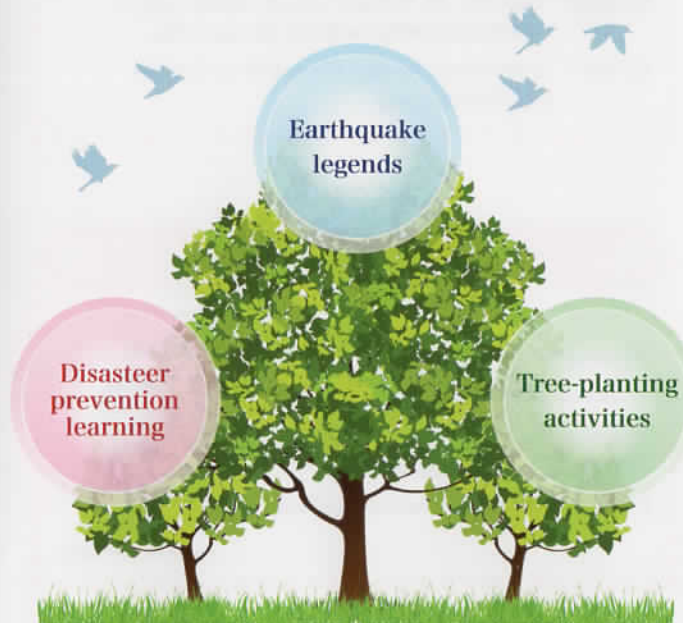 Earthquake
legends
Disasteer
prevention
learning
Tree-planting
activities